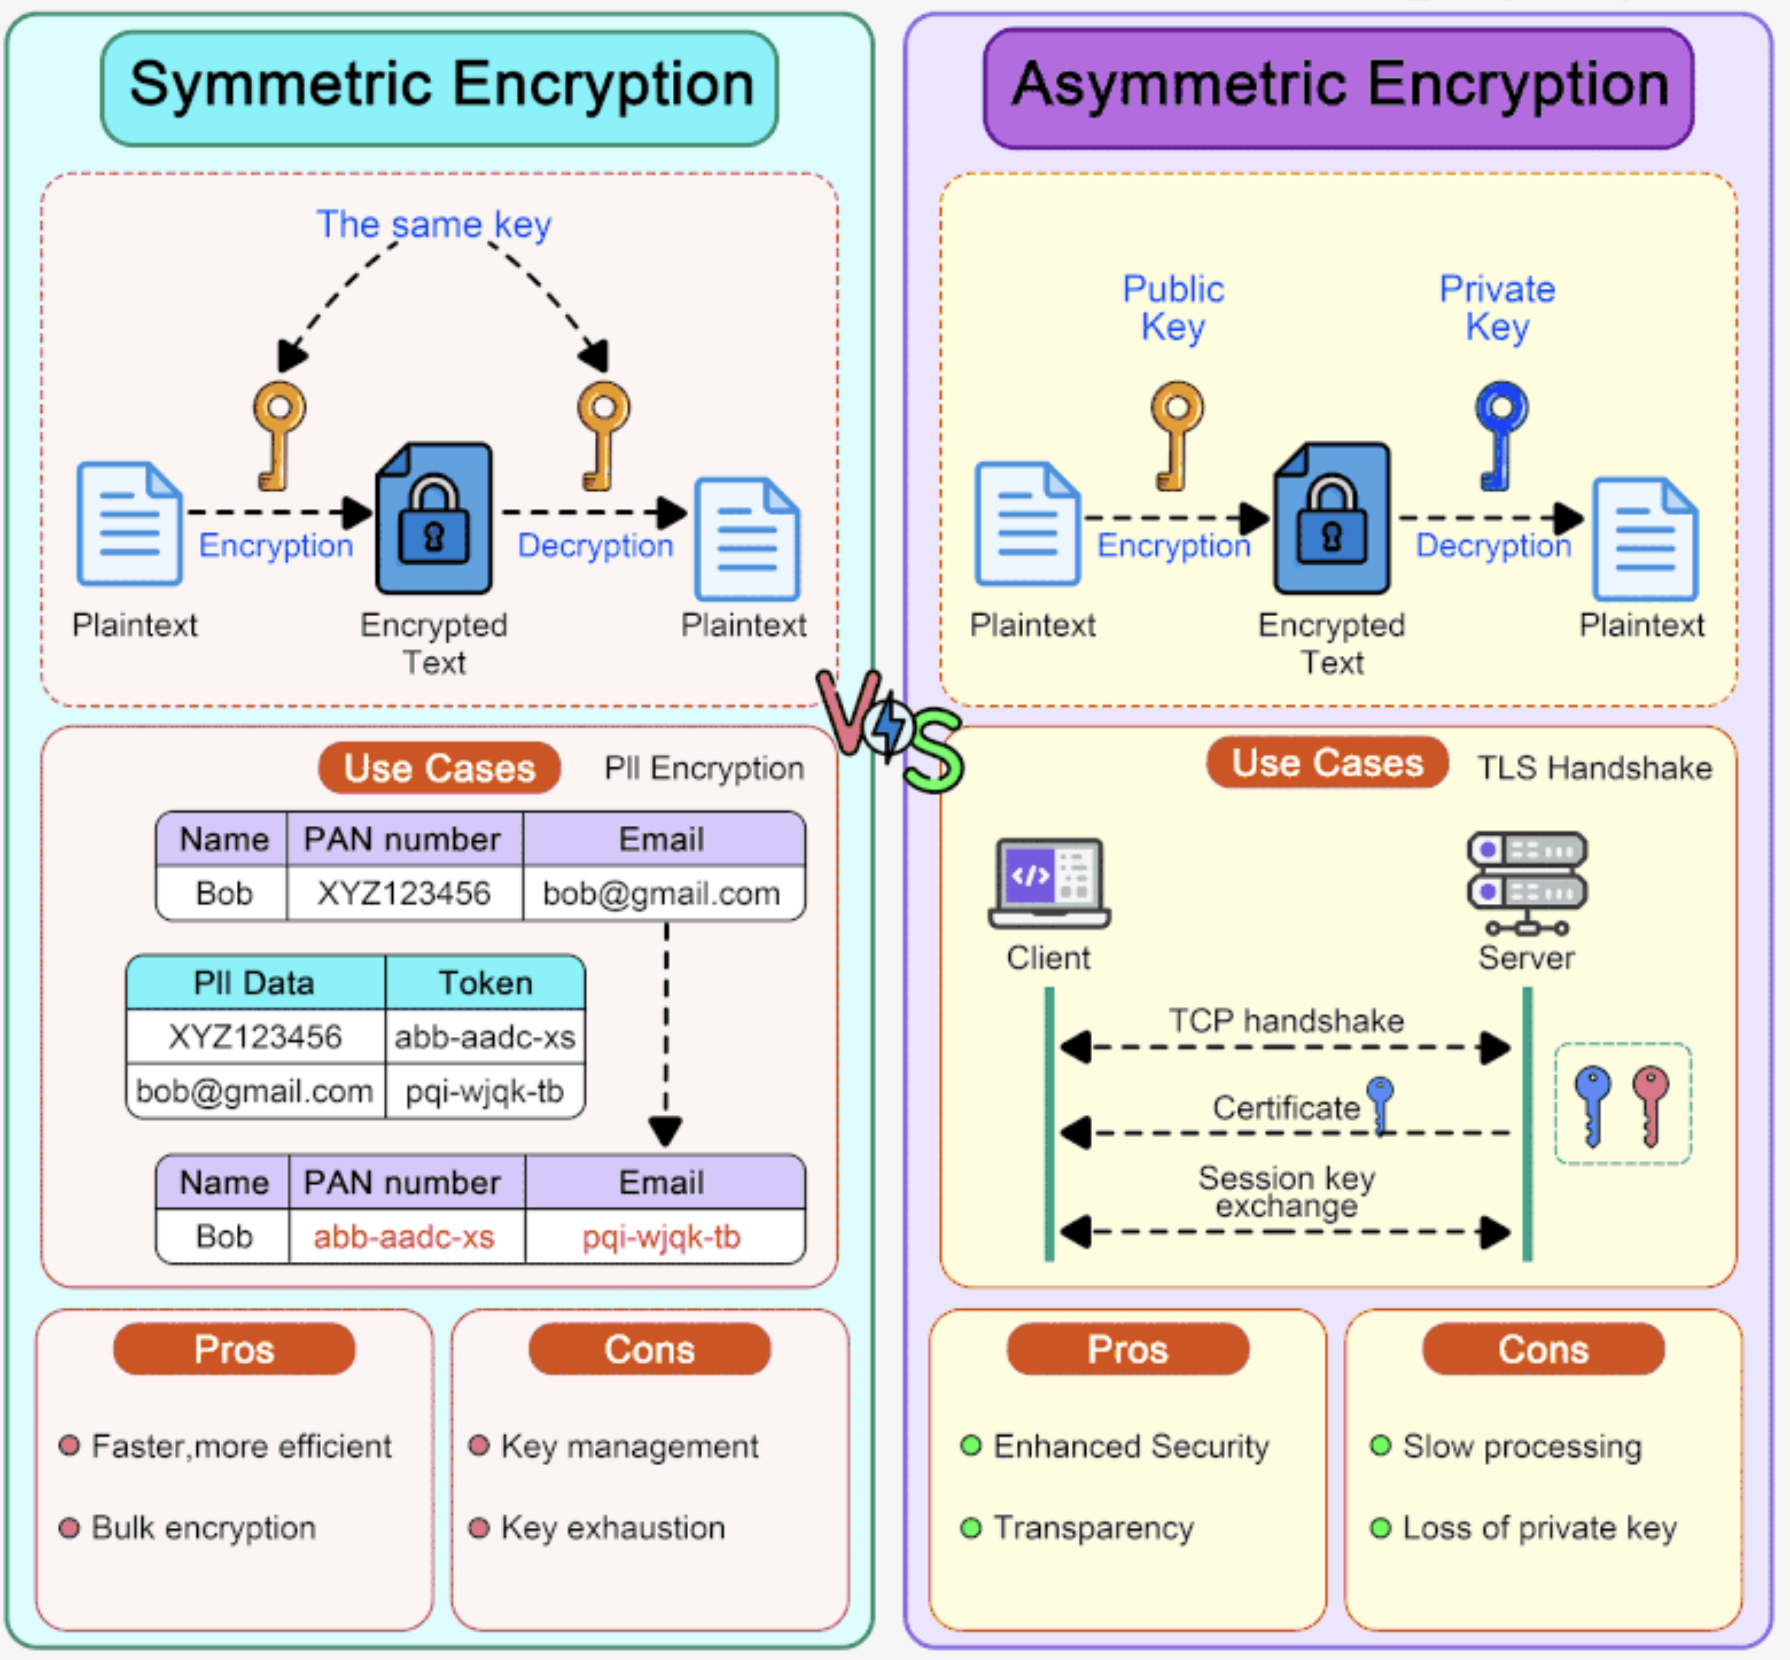 Symmetric Encryption
The same key
Encryption
Decryption
Plaintext
Encrypted
Text
Plaintext
Use Cases
PII Encryption
Name PAN number Email
Bob XYZ123456 bob@gmail.com
PII Data Token
XYZ123456 abb-aadc-xs
bob@gmail.com pqi-wjqk-tb
Name PAN number Email
Bob abb-aadc-xs pqi-wjqk-tb
Pros
Faster,more efficient
Bulk encryption
Cons
Key management
Key exhaustion
VS
Asymmetric Encryption
Public
Key
Private
Key
Encryption
Decryption
Plaintext
Encrypted
Text
Plaintext
Use Cases
TLS Handshake
</>
Client
Server
TCP handshake
Certificate
Session key
exchange
Pros
Enhanced Security
Transparency
Cons
Slow processing
Loss of private key